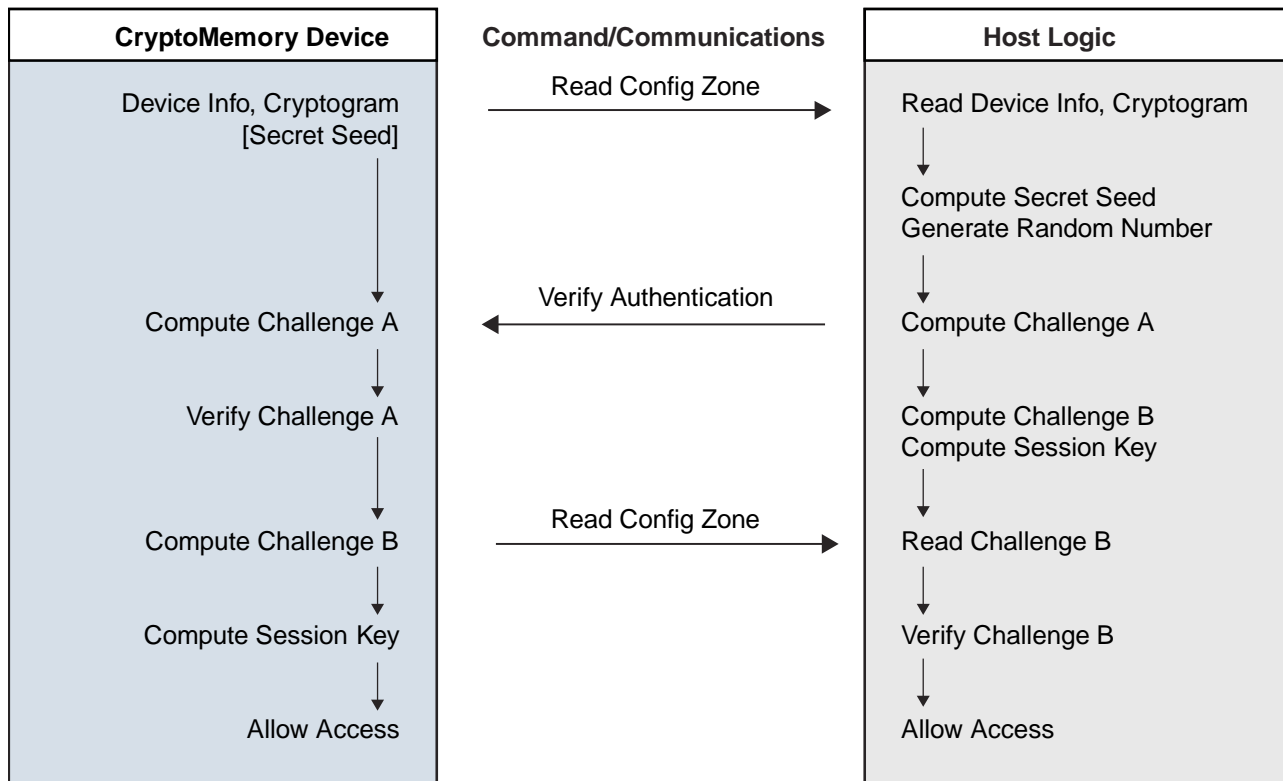 CryptoMemory Device
Command/Communications
Host Logic
Device Info, Cryptogram
[Secret Seed]
Read Config Zone
Read Device Info, Cryptogram
Compute Secret Seed
Generate Random Number
Compute Challenge A
Verify Authentication
Compute Challenge A
Verify Challenge A
Compute Challenge B
Compute Session Key
Compute Challenge B
Read Config Zone
Read Challenge B
Compute Session Key
Verify Challenge B
Allow Access
Allow Access